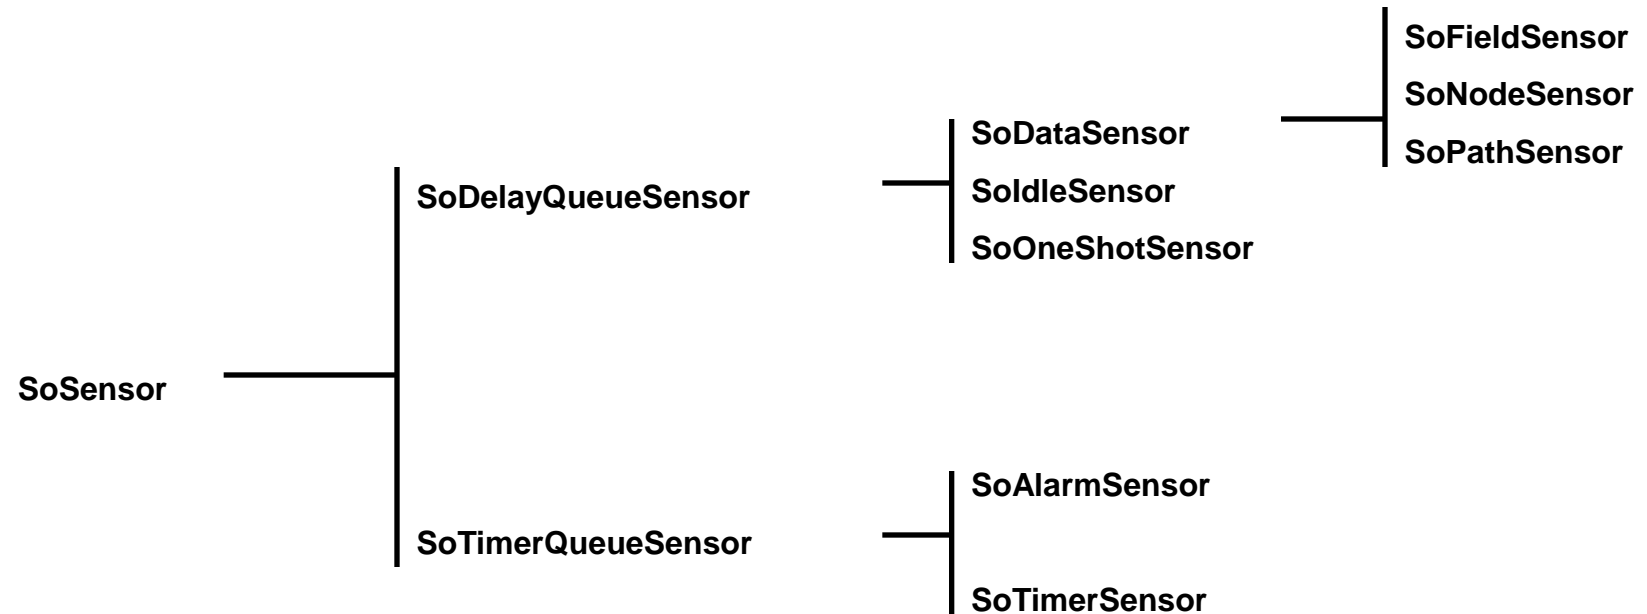 SoFieldSensor
SoNodeSensor
SoDataSensor
SoPathSensor
SoDelayQueueSensor
SoIdleSensor
SoOneShotSensor
SoSensor
SoAlarmSensor
SoTimerQueueSensor
SoTimerSensor